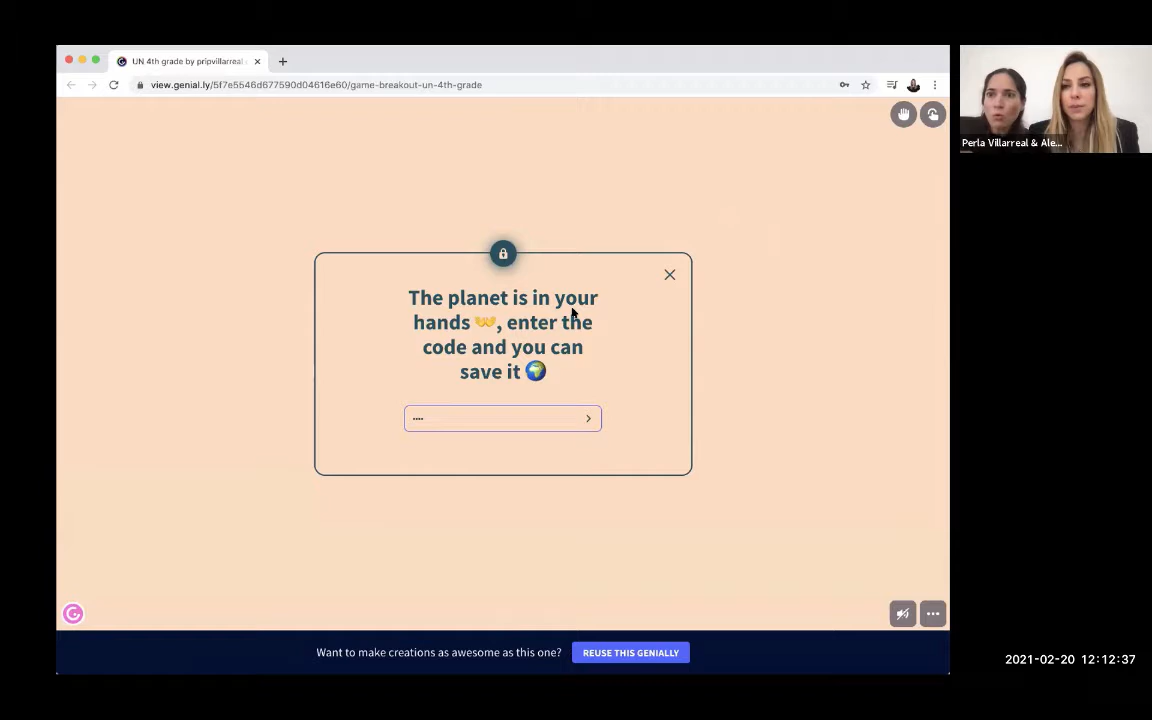 UN 4th grade by pripvillarreal
view.genial.ly/5f7e5546d677590d04616e60/game-breakout-un-4th-grade
Perla Villarreal & Ale...
The planet is in your
hands 👐, enter the
code and you can
save it 🌍
Want to make creations as awesome as this one?
REUSE THIS GENIALLY
2021-02-20 12:12:37